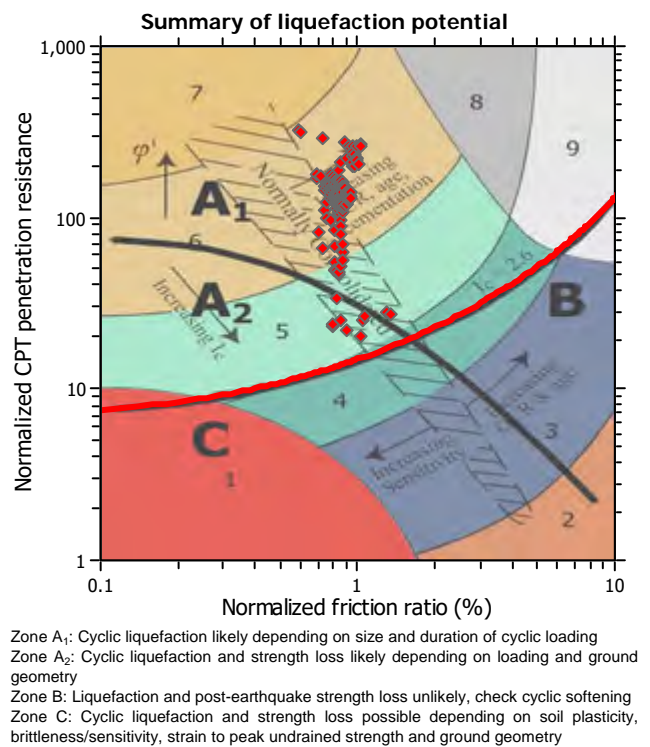 Summary of liquefaction potential
1,000
7
8
9
φ'
Normally Consolidated
Increasing
age,
cementation
A1
100
6
A2
Increasing Ic
5
Ic = 2.6
B
10
4
C
1
Increasing
Sensitivity
Increasing
3
2
1
0.1
1
10
Normalized CPT penetration resistance
Normalized friction ratio (%)
Zone A1: Cyclic liquefaction likely depending on size and duration of cyclic loading
Zone A2: Cyclic liquefaction and strength loss likely depending on loading and ground
geometry
Zone B: Liquefaction and post-earthquake strength loss unlikely, check cyclic softening
Zone C: Cyclic liquefaction and strength loss possible depending on soil plasticity,
brittleness/sensitivity, strain to peak undrained strength and ground geometry